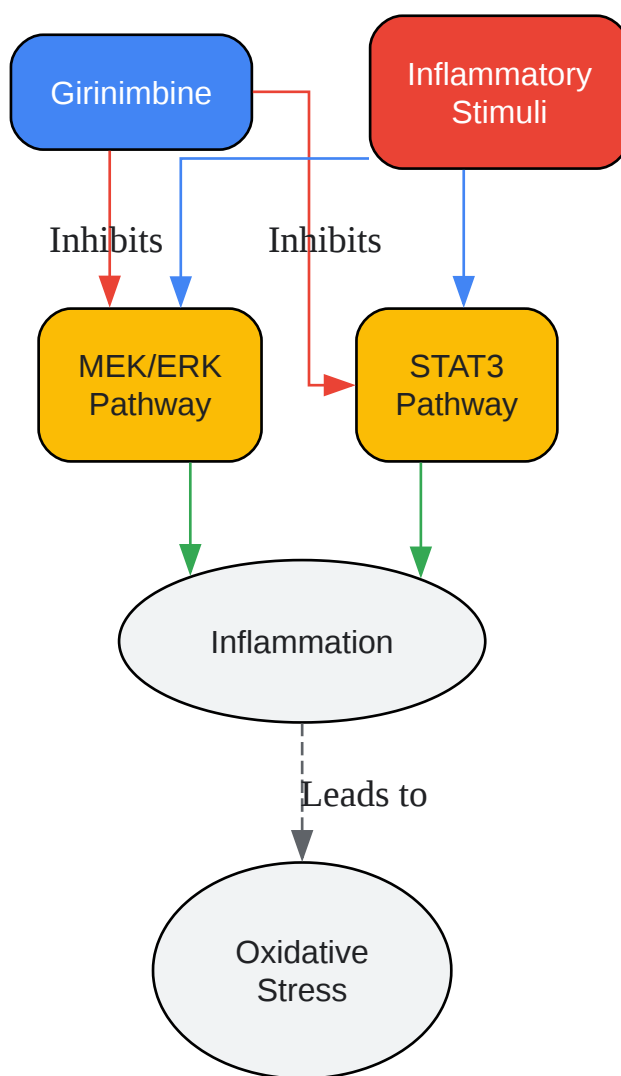 Girinimbine
Inflammatory
Stimuli
Inhibits
Inhibits
MEK/ERK
Pathway
STAT3
Pathway
Inflammation
Leads to
Oxidative
Stress